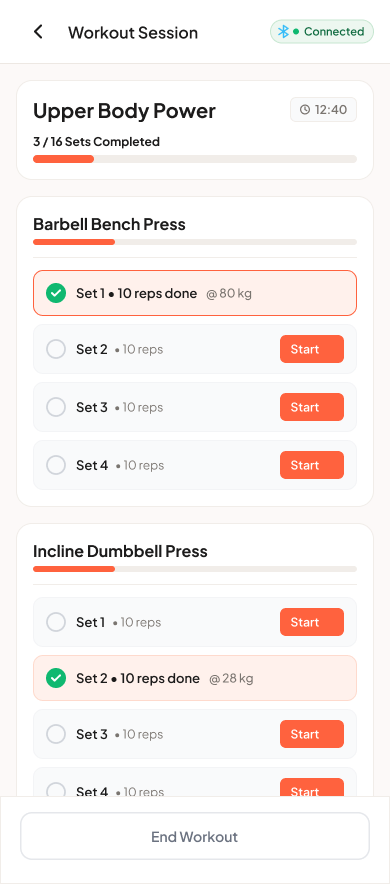 Workout Session
Connected
Upper Body Power
12:40
3 / 16 Sets Completed
Barbell Bench Press
Set 1 • 10 reps done @ 80 kg
Set 2 • 10 reps Start
Set 3 • 10 reps Start
Set 4 • 10 reps Start
Incline Dumbbell Press
Set 1 • 10 reps Start
Set 2 • 10 reps done @ 28 kg
Set 3 • 10 reps Start
Set 4 • 10 reps Start
End Workout